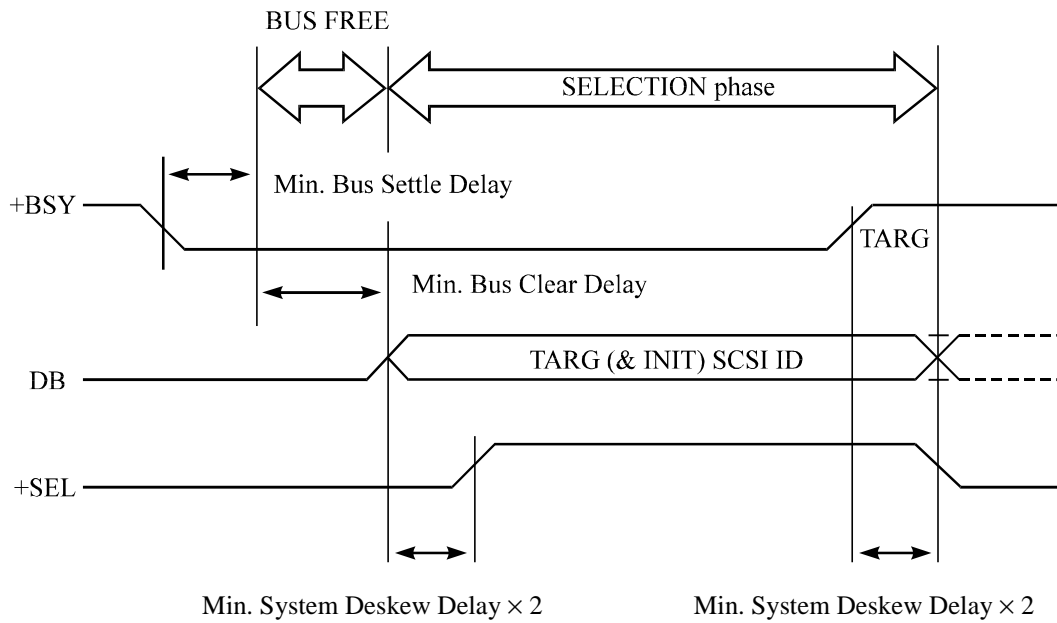 BUS FREE
SELECTION phase
Min. Bus Settle Delay
+BSY
TARG
Min. Bus Clear Delay
TARG (& INIT) SCSI ID
DB
+SEL
Min. System Deskew Delay × 2
Min. System Deskew Delay × 2